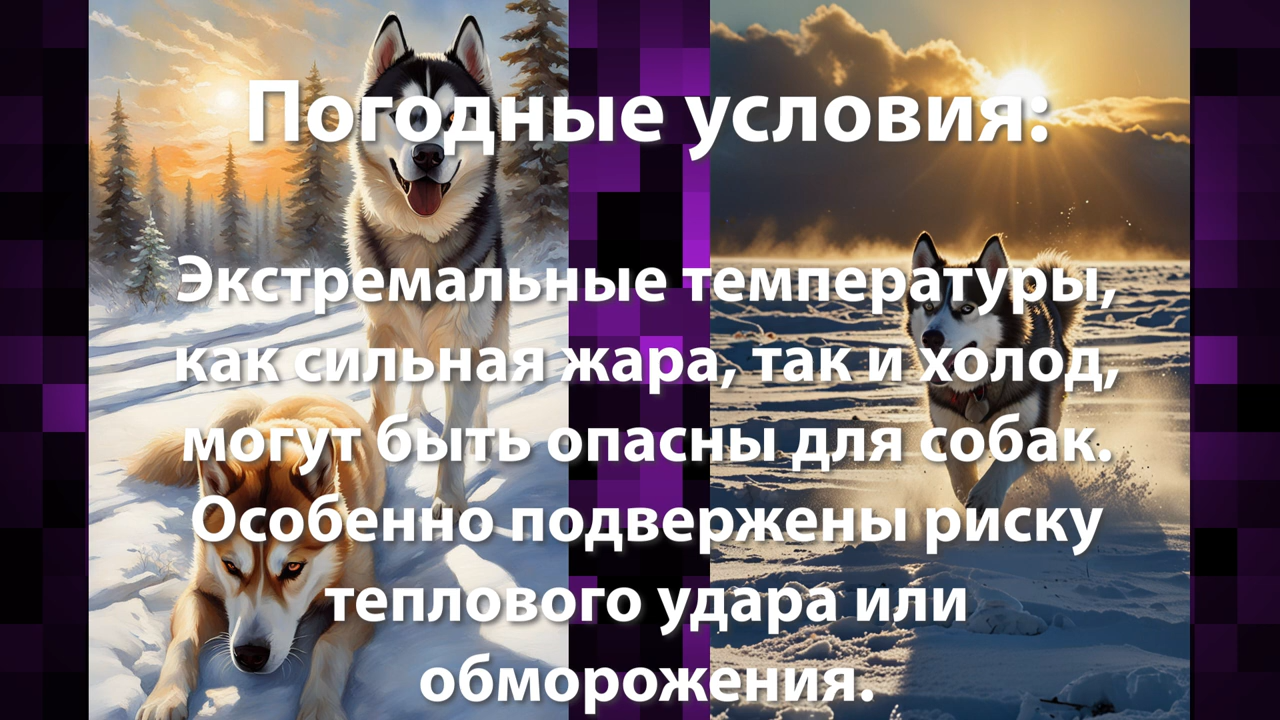 Погодные условия:
Экстремальные температуры,
как сильная жара, так и холод,
могут быть опасны для собак.
Особенно подвержены риску
теплового удара или
обморожения.